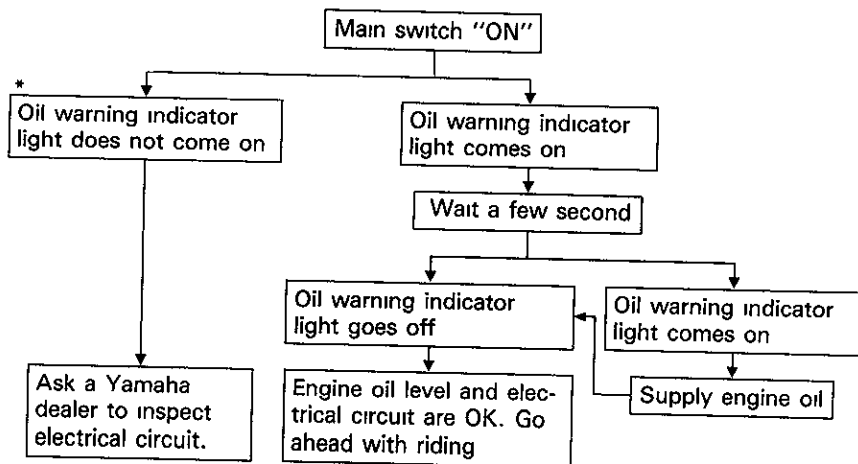 Main switch "ON"
*
Oil warning indicator
light does not come on
Oil warning indicator
light comes on
Wait a few second
Oil warning indicator
light goes off
Oil warning indicator
light comes on
Ask a Yamaha
dealer to inspect
electrical circuit.
Engine oil level and elec-
trical circuit are OK. Go
ahead with riding
Supply engine oil